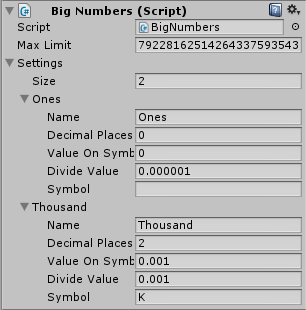 Big Numbers (Script)
Script BigNumbers
Max Limit 79228162514264337593543
Settings
Size 2
Ones
Name Ones
Decimal Places 0
Value On Symb 0
Divide Value 0.000001
Symbol
Thousand
Name Thousand
Decimal Places 2
Value On Symb 0.001
Divide Value 0.001
Symbol K